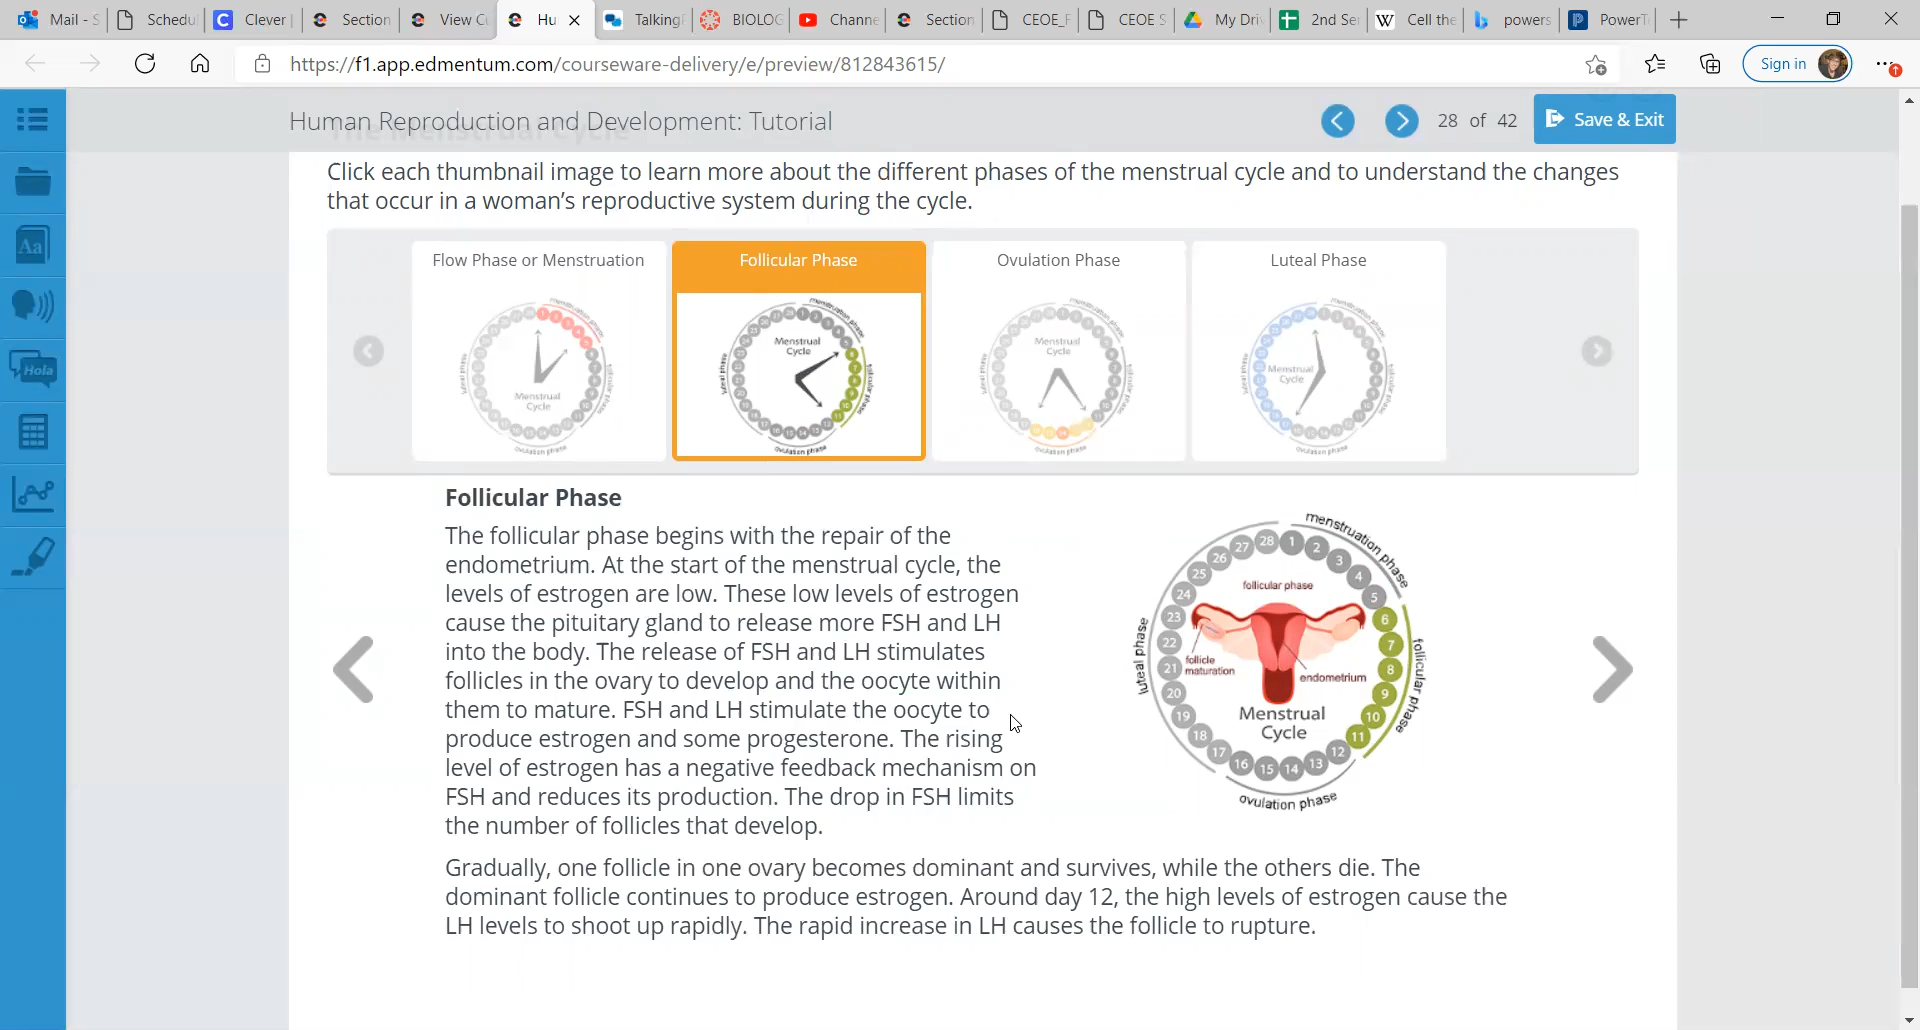 Mail - S
Schedu
Clever |
Section
View Cu
Hu
Talking
BIOLOG
Channe
Section
CEOE_F
CEOE S
My Driv
2nd Se
Cell the
powers
PowerT
https://f1.app.edmentum.com/courseware-delivery/e/preview/812843615/
Sign in
Human Reproduction and Development: Tutorial
28 of 42
Save & Exit
The Menstrual Cycle
Click each thumbnail image to learn more about the different phases of the menstrual cycle and to understand the changes
that occur in a woman's reproductive system during the cycle.
Flow Phase or Menstruation
Follicular Phase
Ovulation Phase
Luteal Phase
Menstrual
Cycle
Menstrual
Cycle
Menstrual
Cycle
Menstrual
Cycle
Aa
Hola
Follicular Phase
The follicular phase begins with the repair of the
endometrium. At the start of the menstrual cycle, the
levels of estrogen are low. These low levels of estrogen
cause the pituitary gland to release more FSH and LH
into the body. The release of FSH and LH stimulates
follicles in the ovary to develop and the oocyte within
them to mature. FSH and LH stimulate the oocyte to
produce estrogen and some progesterone. The rising
level of estrogen has a negative feedback mechanism on
FSH and reduces its production. The drop in FSH limits
the number of follicles that develop.
Gradually, one follicle in one ovary becomes dominant and survives, while the others die. The
dominant follicle continues to produce estrogen. Around day 12, the high levels of estrogen cause the
LH levels to shoot up rapidly. The rapid increase in LH causes the follicle to rupture.
menstruation phase
follicular phase
ovulation phase
luteal phase
1 2 3 4 5 6 7 8 9 10 11 12 13 14 15 16 17 18 19 20 21 22 23 24 25 26 27 28
follicular phase
follicle
maturation
endometrium
Menstrual
Cycle